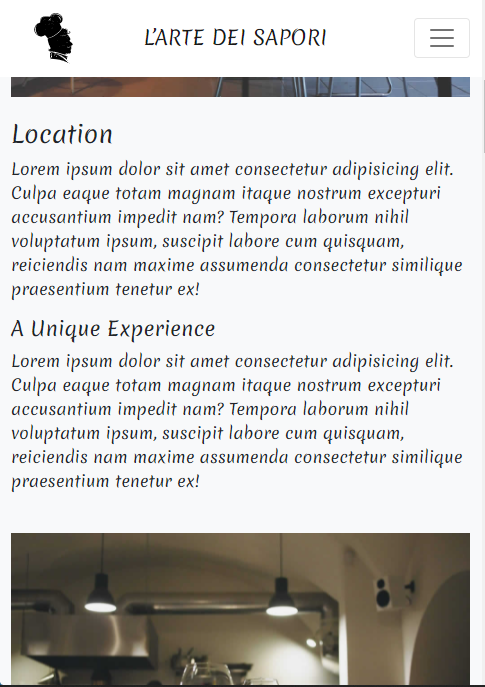 L'ARTE DEI SAPORI
Location
Lorem ipsum dolor sit amet consectetur adipisicing elit.
Culpa eaque totam magnam itaque nostrum excepturi
accusantium impedit nam? Tempora laborum nihil
voluptatum ipsum, suscipit labore cum quisquam,
reiciendis nam maxime assumenda consectetur similique
praesentium tenetur ex!
A Unique Experience
Lorem ipsum dolor sit amet consectetur adipisicing elit.
Culpa eaque totam magnam itaque nostrum excepturi
accusantium impedit nam? Tempora laborum nihil
voluptatum ipsum, suscipit labore cum quisquam,
reiciendis nam maxime assumenda consectetur similique
praesentium tenetur ex!